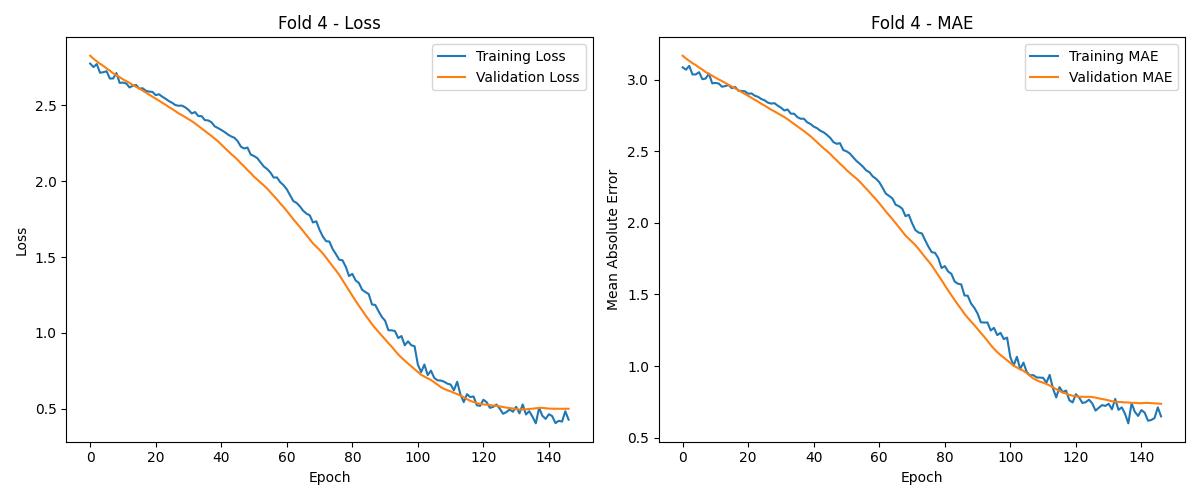 Fold 4 - Loss
Training Loss
Validation Loss
Loss
2.5
2.0
1.5
1.0
0.5
0 20 40 60 80 100 120 140
Epoch
Fold 4 - MAE
Training MAE
Validation MAE
Mean Absolute Error
3.0
2.5
2.0
1.5
1.0
0.5
0 20 40 60 80 100 120 140
Epoch